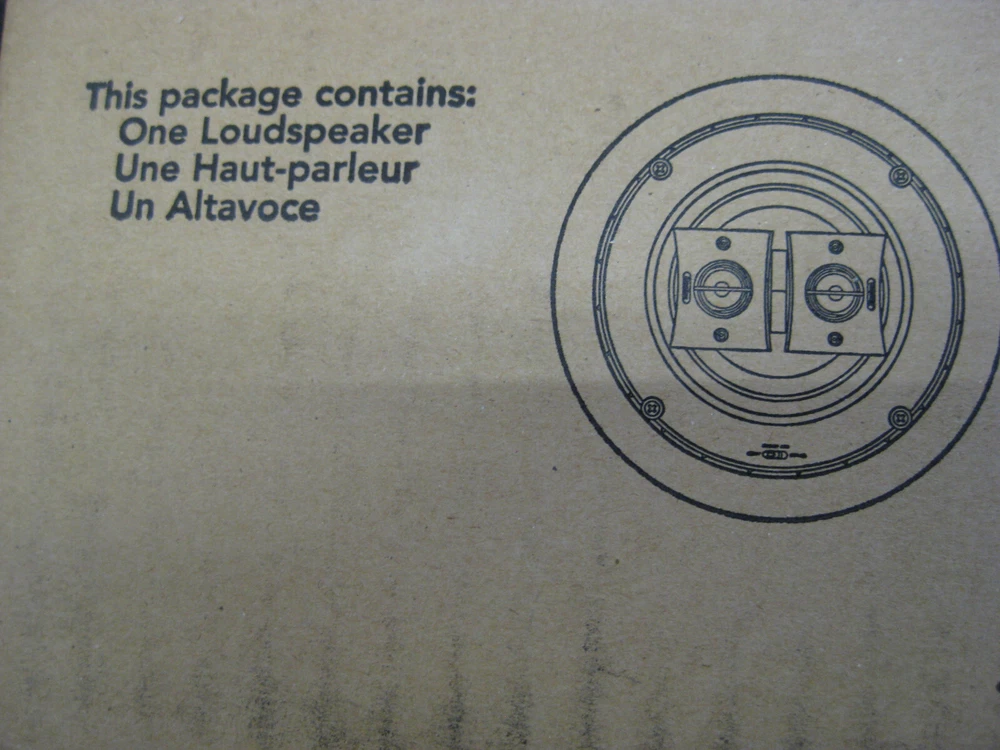 This package contains:
One Loudspeaker
Une Haut-parleur
Un Altavoce